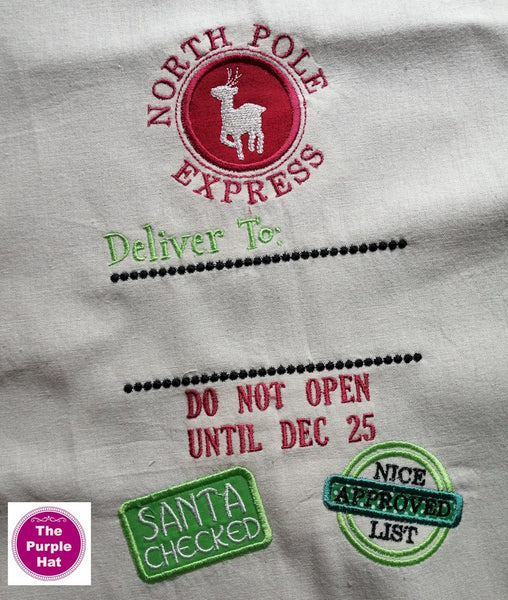 NORTH POLE
EXPRESS
Deliver To:
DO NOT OPEN
UNTIL DEC 25
SANTA
CHECKED
NICE
APPROVED
LIST
The
Purple
Hat